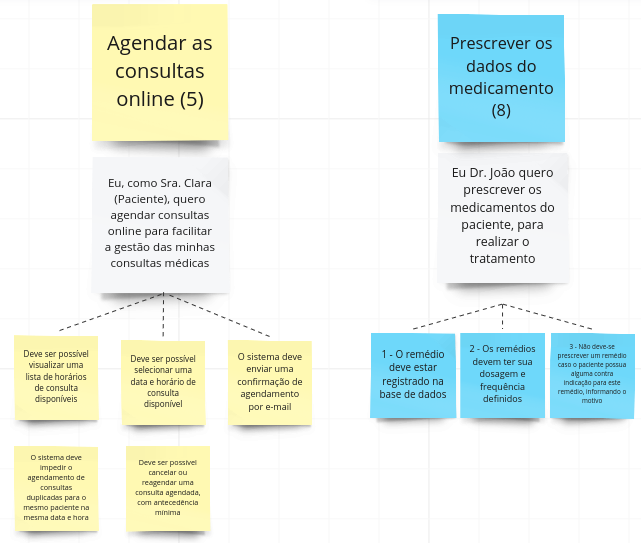 Agendar as
consultas
online (5)
Eu, como Sra. Clara
(Paciente), quero
agendar consultas
online para facilitar
a gestão das minhas
consultas médicas
Deve ser possível
visualizar uma
lista de horários
de consulta
disponíveis
Deve ser possível
selecionar uma
data e horário de
consulta
disponível
O sistema deve
enviar uma
confirmação de
agendamento
por e-mail
O sistema deve
impedir o
agendamento de
consultas
duplicadas para o
mesmo paciente na
mesma data e hora
Deve ser possível
cancelar ou
reagendar uma
consulta agendada,
com antecedência
mínima
Prescrever os
dados do
medicamento
(8)
Eu Dr. João quero
prescrever os
medicamentos do
paciente, para
realizar o
tratamento
1 - O remédio
deve estar
registrado na
base de dados
2 - Os remédios
devem ter sua
dosagem e
frequência
definidos
3 - Não deve-se
prescrever um remédio
caso o paciente possua
alguma contra
indicação para este
remédio, informando o
motivo